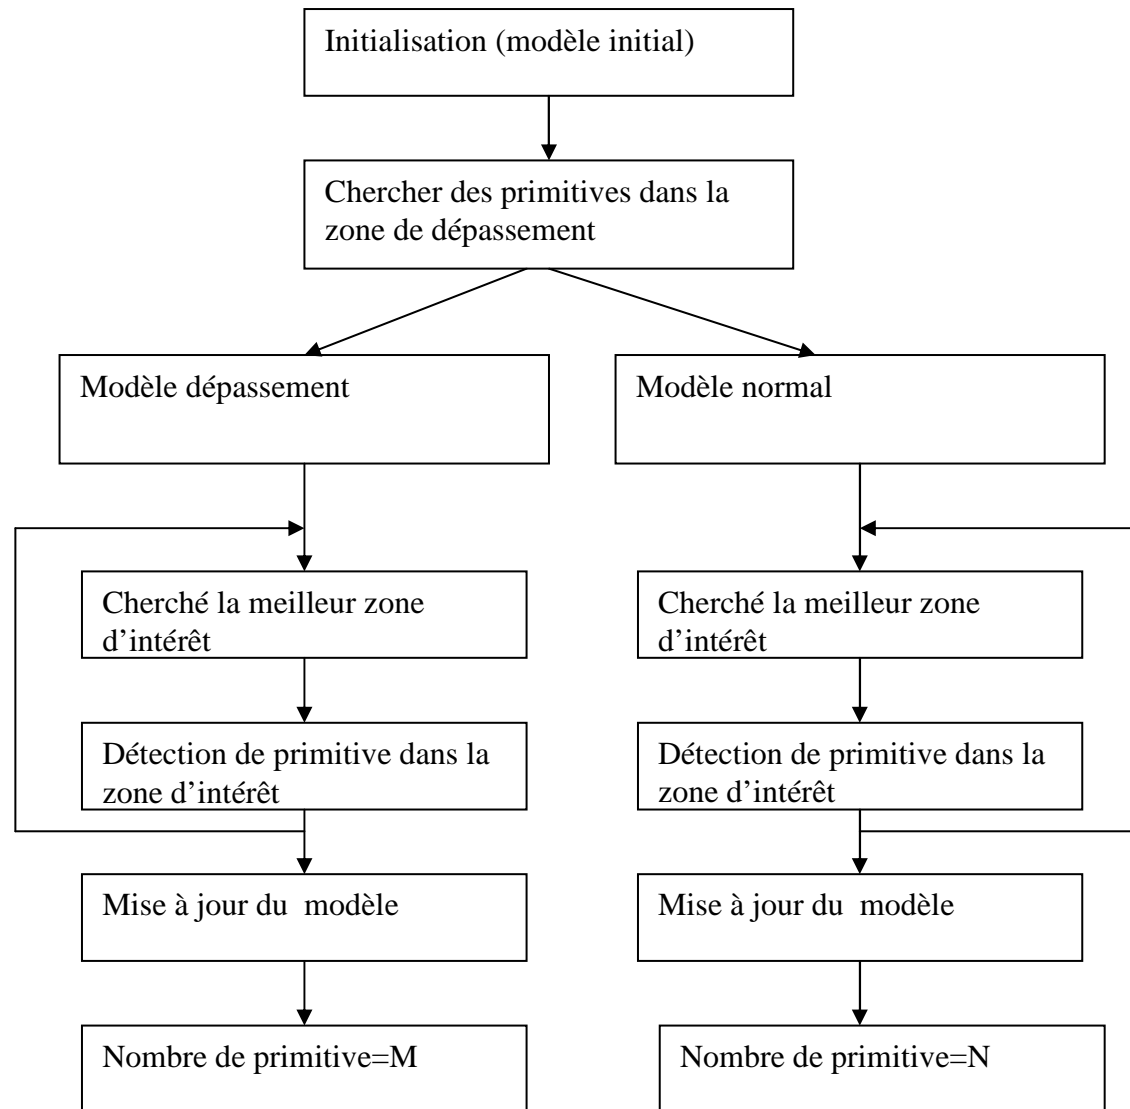 Initialisation (modèle initial)
Chercher des primitives dans la
zone de dépassement
Modèle dépassement
Modèle normal
Cherché la meilleur zone
d’intérêt
Cherché la meilleur zone
d’intérêt
Détection de primitive dans la
zone d’intérêt
Détection de primitive dans la
zone d’intérêt
Mise à jour du  modèle
Mise à jour du  modèle
Nombre de primitive=M
Nombre de primitive=N